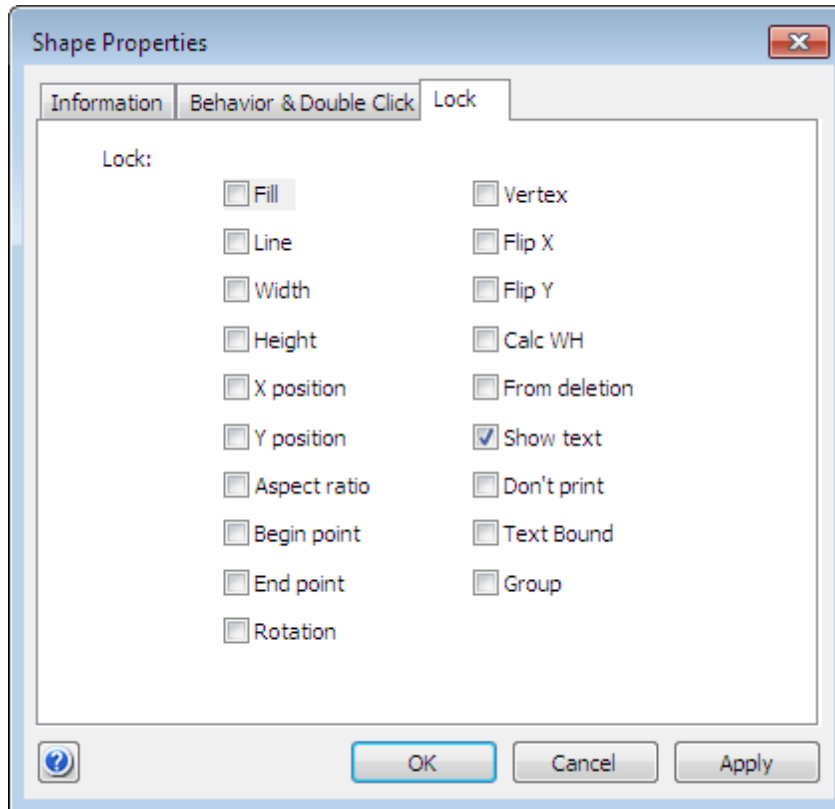 Shape Properties
Information Behavior & Double Click Lock
Lock:
Fill Vertex
Line Flip X
Width Flip Y
Height Calc WH
X position From deletion
Y position Show text
Aspect ratio Don't print
Begin point Text Bound
End point Group
Rotation
? OK Cancel Apply